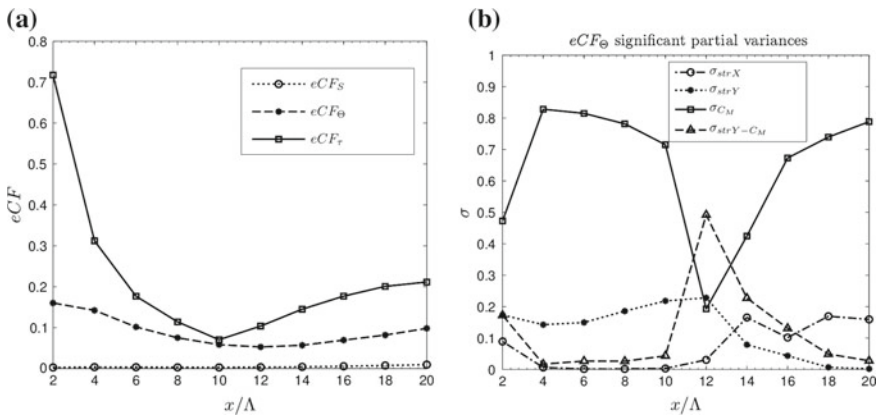 (a)
0.8
0.7
0.6
0.5
0.4
0.3
0.2
0.1
0
eCF
eCF_S
eCF_Θ
eCF_τ
2 4 6 8 10 12 14 16 18 20
x/Λ
(b)
eCF_Θ significant partial variances
1
0.9
0.8
0.7
0.6
0.5
0.4
0.3
0.2
0.1
0
σ
σ_strX
σ_strY
σ_C_M
σ_strY−C_M
2 4 6 8 10 12 14 16 18 20
x/Λ